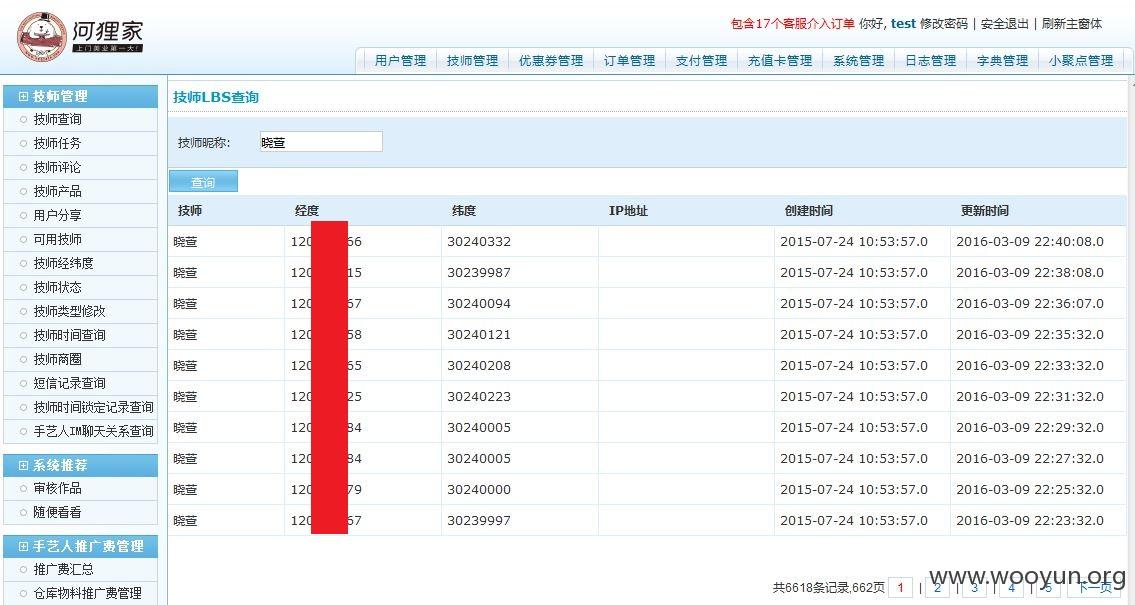 河狸家
上门美业第一大!
包含17个客服介入订单 你好, test 修改密码 | 安全退出 | 刷新主窗体
用户管理 技师管理 优惠券管理 订单管理 支付管理 充值卡管理 系统管理 日志管理 字典管理 小聚点管理
技师管理
技师查询
技师任务
技师评论
技师产品
用户分享
可用技师
技师经纬度
技师状态
技师类型修改
技师时间查询
技师商圈
短信记录查询
技师时间锁定记录查询
手艺人IM聊天关系查询
系统推荐
审核作品
随便看看
手艺人推广费管理
推广费汇总
仓库物料推广费管理
技师LBS查询
技师昵称: 晓萱
查询
技师 经度 纬度 IP地址 创建时间 更新时间
晓萱 120 66 30240332 2015-07-24 10:53:57.0 2016-03-09 22:40:08.0
晓萱 120 15 30239987 2015-07-24 10:53:57.0 2016-03-09 22:38:08.0
晓萱 120 67 30240094 2015-07-24 10:53:57.0 2016-03-09 22:36:07.0
晓萱 120 58 30240121 2015-07-24 10:53:57.0 2016-03-09 22:35:32.0
晓萱 120 65 30240208 2015-07-24 10:53:57.0 2016-03-09 22:33:32.0
晓萱 120 25 30240223 2015-07-24 10:53:57.0 2016-03-09 22:31:32.0
晓萱 120 84 30240005 2015-07-24 10:53:57.0 2016-03-09 22:29:32.0
晓萱 120 84 30240005 2015-07-24 10:53:57.0 2016-03-09 22:27:32.0
晓萱 120 79 30240000 2015-07-24 10:53:57.0 2016-03-09 22:25:32.0
晓萱 120 67 30239997 2015-07-24 10:53:57.0 2016-03-09 22:23:32.0
共6618条记录,662页 1 | 2 | 3 | 4 | 5 下一页
www.wooyun.org